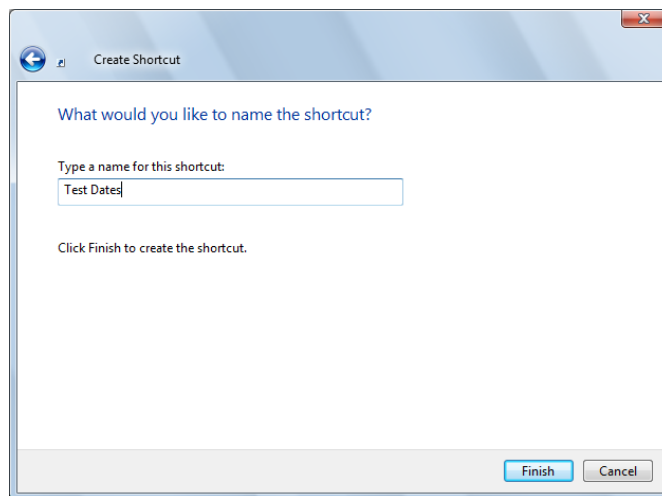 Create Shortcut
What would you like to name the shortcut?
Type a name for this shortcut:
Test Dates
Click Finish to create the shortcut.
Finish Cancel